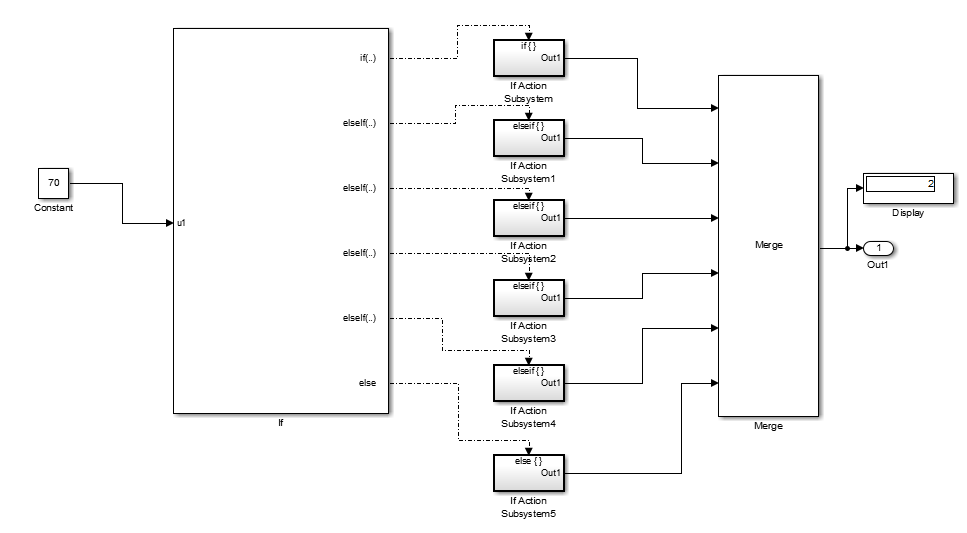 70
Constant
u1
if(..)
elseif(..)
elseif(..)
elseif(..)
elseif(..)
else
If
if { }
Out1
If Action
Subsystem
elseif { }
Out1
If Action
Subsystem1
elseif { }
Out1
If Action
Subsystem2
elseif { }
Out1
If Action
Subsystem3
elseif { }
Out1
If Action
Subsystem4
else { }
Out1
If Action
Subsystem5
Merge
Merge
2
Display
1
Out1